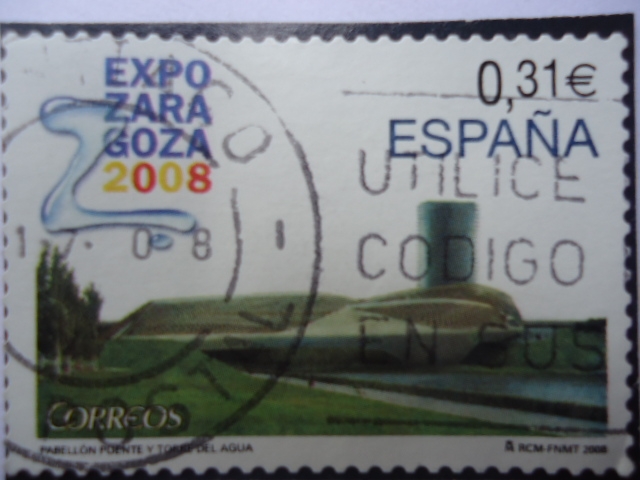 EXPO
ZARA
GOZA
2008
0,31€
ESPAÑA
UTILICE
CODIGO
EN SUS
17. 08
POSTAL
CORREOS
PABELLÓN PUENTE Y TORRE DEL AGUA
RCM-FNMT 2008